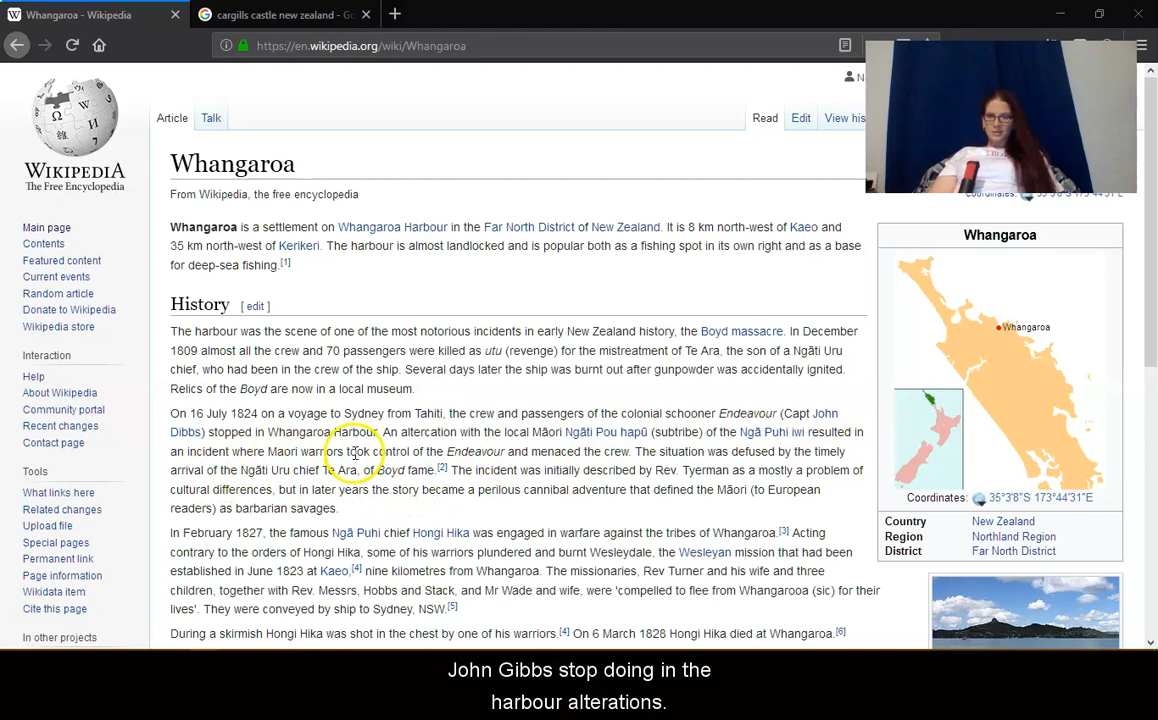 Whangaroa - Wikipedia
cargills castle new zealand - Go
https://en.wikipedia.org/wiki/Whangaroa
WIKIPEDIA
The Free Encyclopedia
Article Talk Read Edit View his
Whangaroa
From Wikipedia, the free encyclopedia
Coordinates: 35°3'8"S 173°44'31"E
Whangaroa is a settlement on Whangaroa Harbour in the Far North District of New Zealand. It is 8 km north-west of Kaeo and
35 km north-west of Kerikeri. The harbour is almost landlocked and is popular both as a fishing spot in its own right and as a base
for deep-sea fishing.[1]
History [ edit ]
The harbour was the scene of one of the most notorious incidents in early New Zealand history, the Boyd massacre. In December
1809 almost all the crew and 70 passengers were killed as utu (revenge) for the mistreatment of Te Ara, the son of a Ngāti Uru
chief, who had been in the crew of the ship. Several days later the ship was burnt out after gunpowder was accidentally ignited.
Relics of the Boyd are now in a local museum.
On 16 July 1824 on a voyage to Sydney from Tahiti, the crew and passengers of the colonial schooner Endeavour (Capt John
Dibbs) stopped in Whangaroa Harbour. An altercation with the local Māori Ngāti Pou hapū (subtribe) of the Ngā Puhi iwi resulted in
an incident where Maori warriors took control of the Endeavour and menaced the crew. The situation was defused by the timely
arrival of the Ngāti Uru chief Te Ara, of Boyd fame.[2] The incident was initially described by Rev. Tyerman as a mostly a problem of
cultural differences, but in later years the story became a perilous cannibal adventure that defined the Māori (to European
readers) as barbarian savages.
In February 1827, the famous Ngā Puhi chief Hongi Hika was engaged in warfare against the tribes of Whangaroa.[3] Acting
contrary to the orders of Hongi Hika, some of his warriors plundered and burnt Wesleydale, the Wesleyan mission that had been
established in June 1823 at Kaeo,[4] nine kilometres from Whangaroa. The missionaries, Rev Turner and his wife and three
children, together with Rev. Messrs, Hobbs and Stack, and Mr Wade and wife, were 'compelled to flee from Whangarooa (sic) for their
lives'. They were conveyed by ship to Sydney, NSW.[5]
During a skirmish Hongi Hika was shot in the chest by one of his warriors.[4] On 6 March 1828 Hongi Hika died at Whangaroa.[6]
Main page
Contents
Featured content
Current events
Random article
Donate to Wikipedia
Wikipedia store
Interaction
Help
About Wikipedia
Community portal
Recent changes
Contact page
Tools
What links here
Related changes
Upload file
Special pages
Permanent link
Page information
Wikidata item
Cite this page
In other projects
Whangaroa
Whangaroa
Coordinates: 35°3'8"S 173°44'31"E
Country New Zealand
Region Northland Region
District Far North District
John Gibbs stop doing in the
harbour alterations.